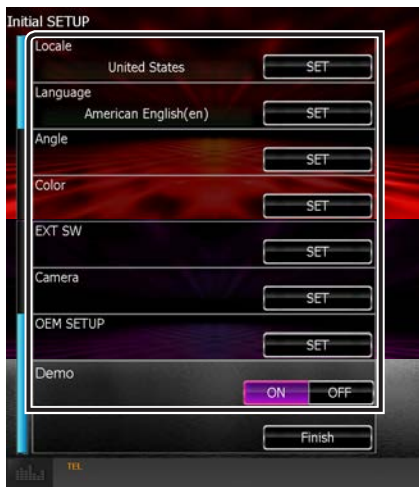 Initial SETUP
Locale
United States SET
Language
American English(en) SET
Angle
SET
Color
SET
EXT SW
SET
Camera
SET
OEM SETUP
SET
Demo
ON OFF
Finish
TEL